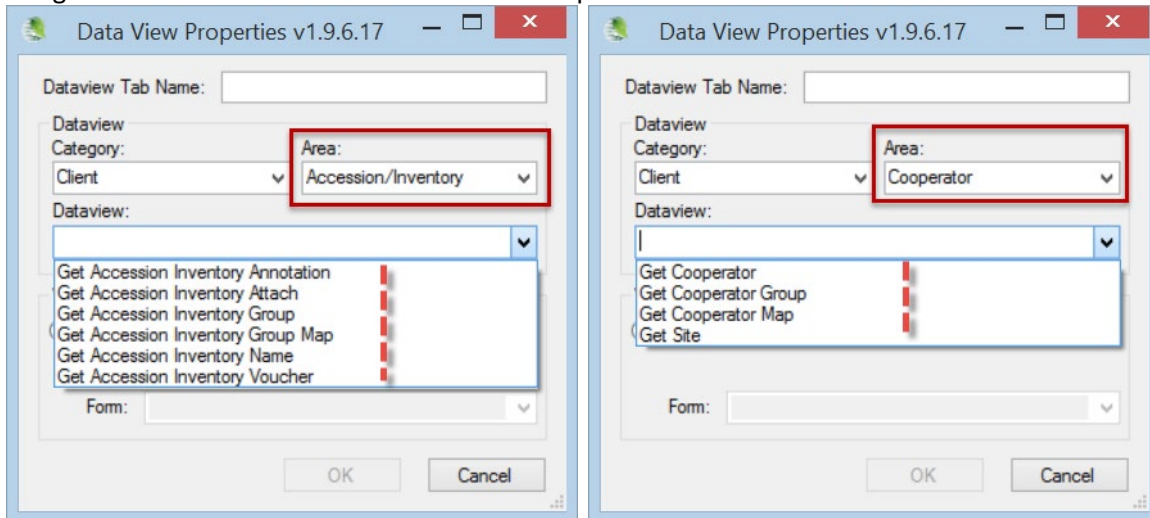 Data View Properties v1.9.6.17
Dataview Tab Name:
Dataview
Category:
Area:
Client
Accession/Inventory
Dataview:
Get Accession Inventory Annotation
Get Accession Inventory Attach
Get Accession Inventory Group
Get Accession Inventory Group Map
Get Accession Inventory Name
Get Accession Inventory Voucher
Form:
OK
Cancel
Data View Properties v1.9.6.17
Dataview Tab Name:
Dataview
Category:
Area:
Client
Cooperator
Dataview:
Get Cooperator
Get Cooperator Group
Get Cooperator Map
Get Site
Form:
OK
Cancel